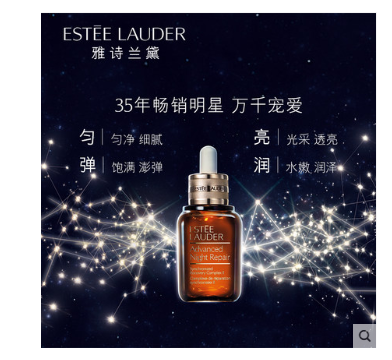 ESTĒE LAUDER
雅诗兰黛
35年畅销明星 万千宠爱
匀 匀净 细腻
亮 光采 透亮
弹 饱满 澎弹
润 水嫩 润泽
ESTĒE
LAUDER
Advanced
Night Repair